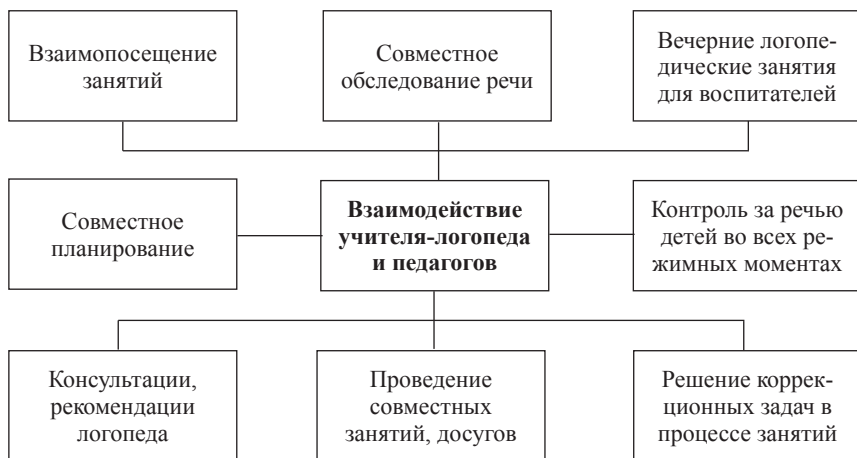 Взаимопосещение
занятий
Совместное
обследование речи
Вечерние логопе-
дические занятия
для воспитателей
Совместное
планирование
Взаимодействие
учителя-логопеда
и педагогов
Контроль за речью
детей во всех ре-
жимных моментах
Консультации,
рекомендации
логопеда
Проведение
совместных
занятий, досугов
Решение коррек-
ционных задач в
процессе занятий